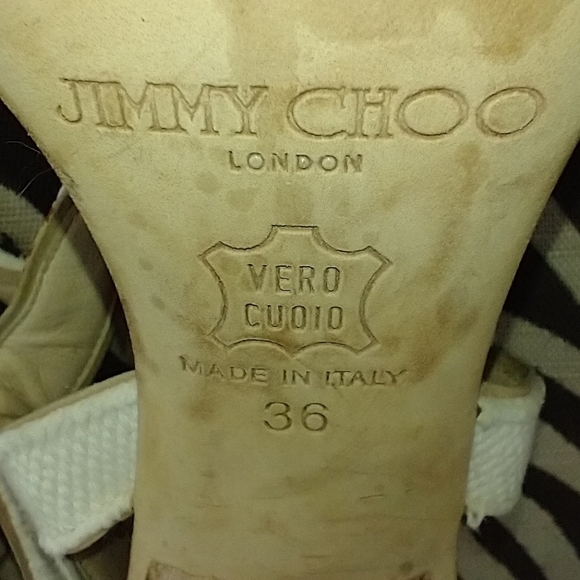 JIMMY CHOO
LONDON
VERO
CUOIO
MADE IN ITALY
36